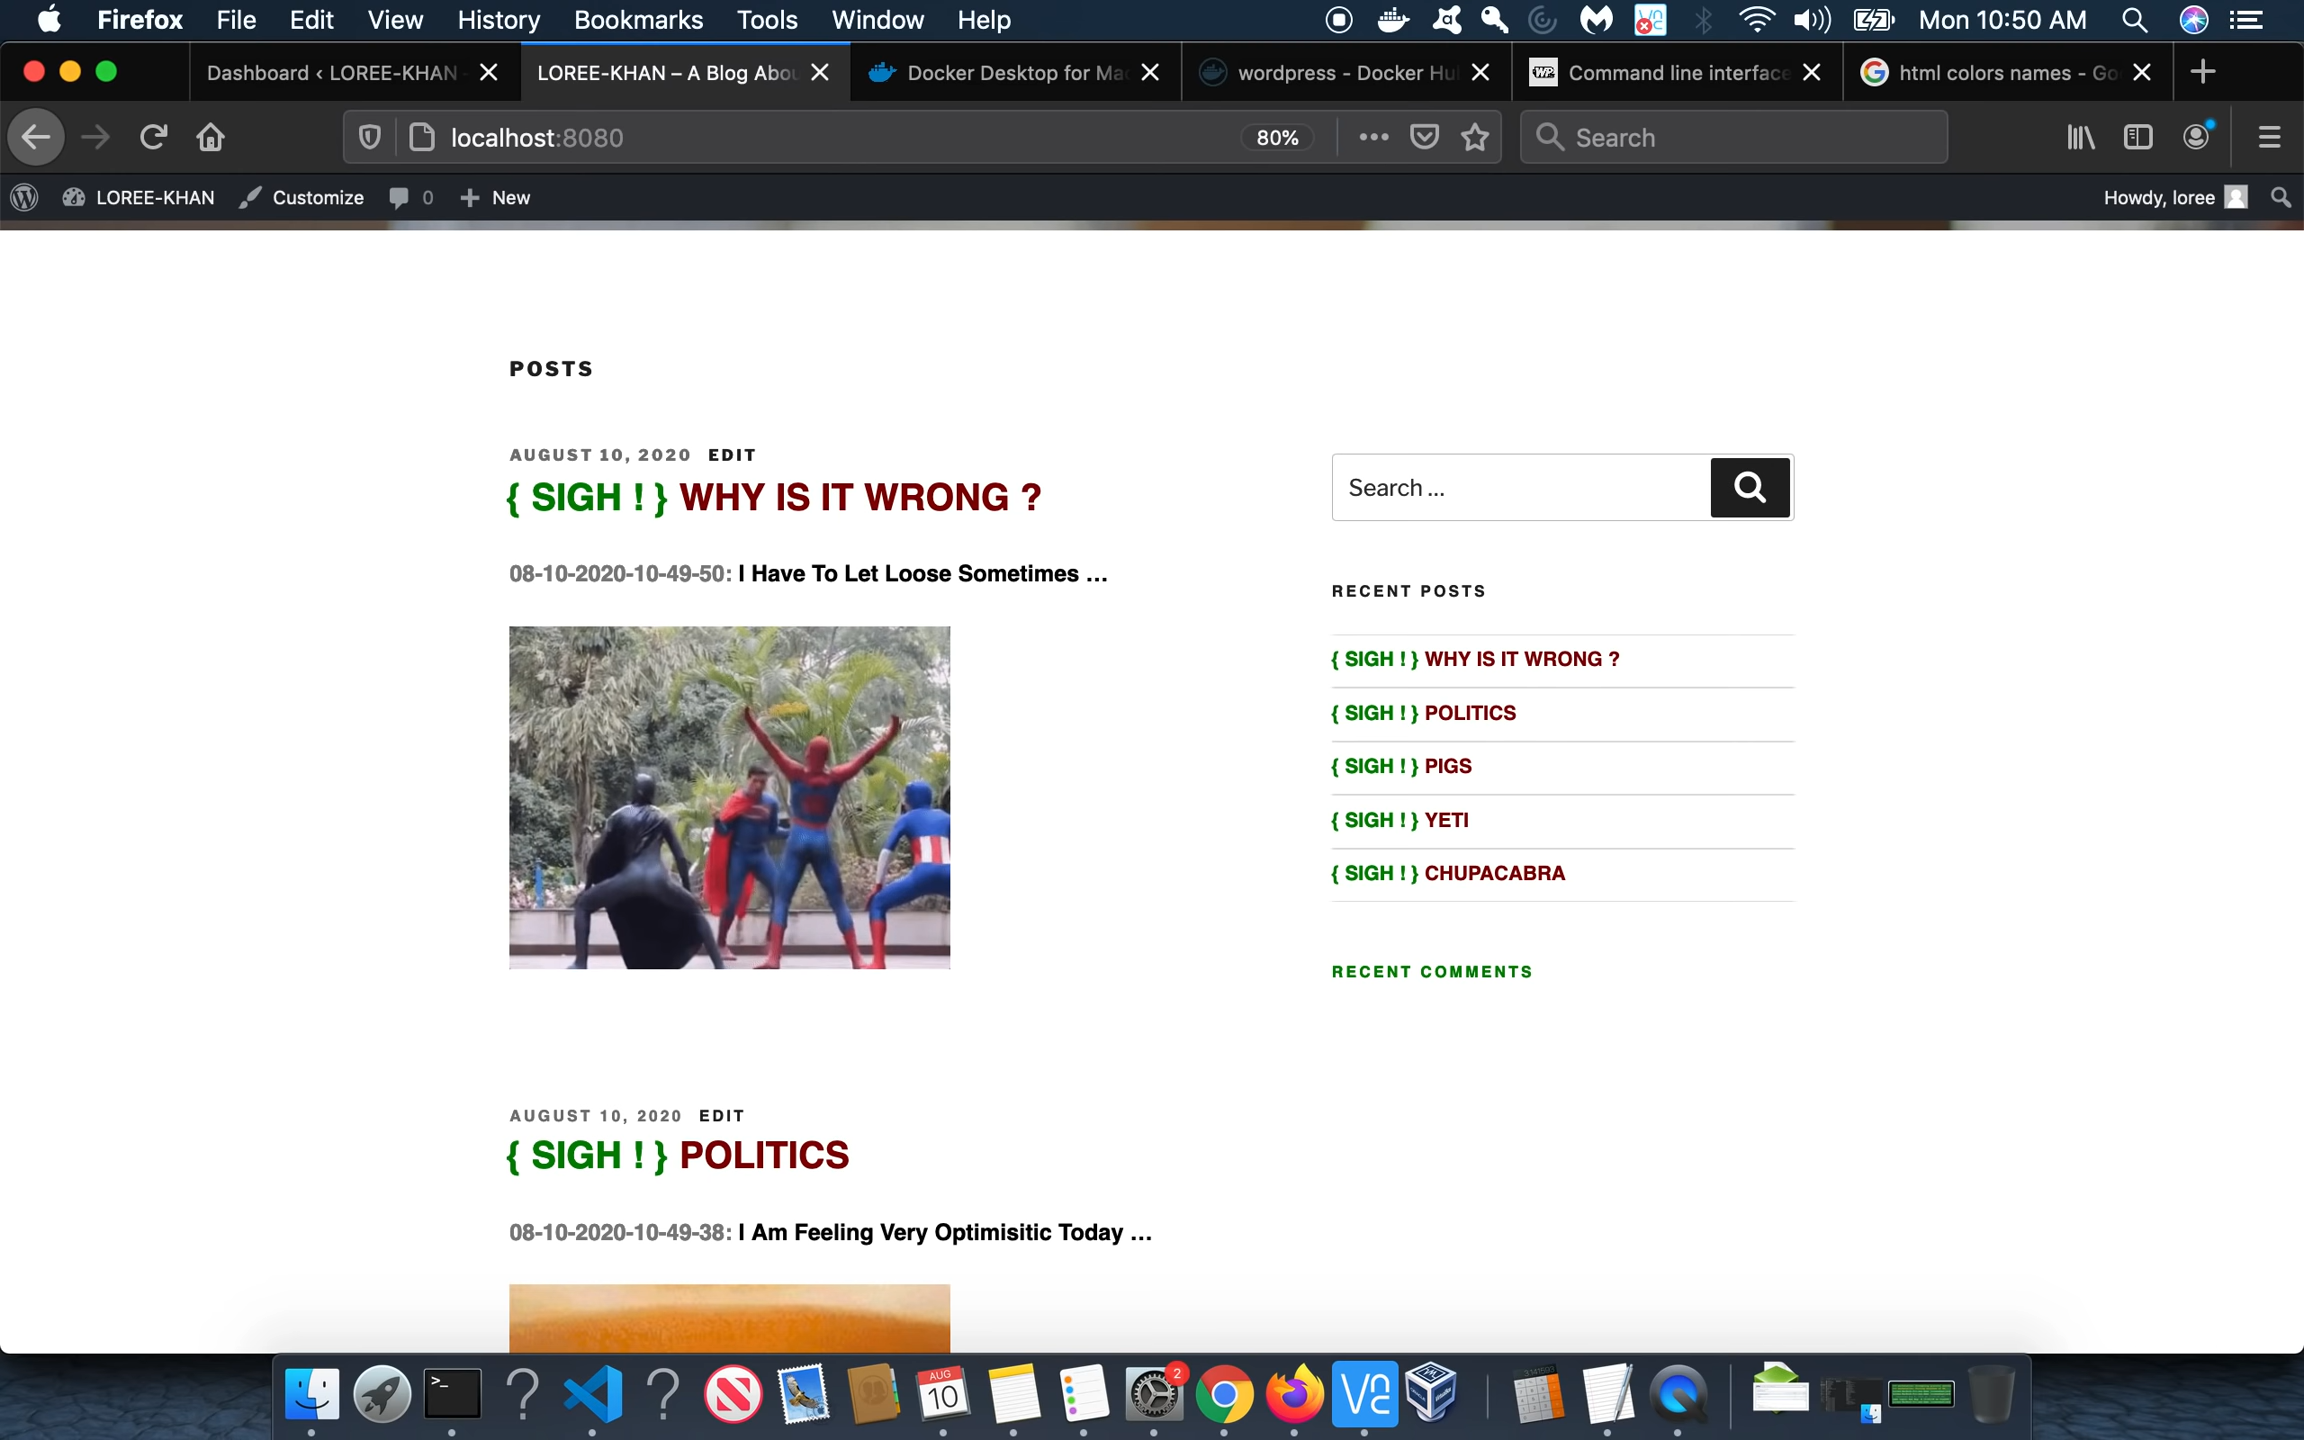 Firefox File Edit View History Bookmarks Tools Window Help Mon 10:50 AM
Dashboard ‹ LOREE-KHAN LOREE-KHAN – A Blog Abou Docker Desktop for Mac wordpress - Docker Hu Command line interface html colors names - Go
localhost:8080 80% Search
LOREE-KHAN Customize 0 New Howdy, loree
POSTS
AUGUST 10, 2020 EDIT
{ SIGH ! } WHY IS IT WRONG ?
08-10-2020-10-49-50: I Have To Let Loose Sometimes ...
AUGUST 10, 2020 EDIT
{ SIGH ! } POLITICS
08-10-2020-10-49-38: I Am Feeling Very Optimisitic Today ...
Search ...
RECENT POSTS
{ SIGH ! } WHY IS IT WRONG ?
{ SIGH ! } POLITICS
{ SIGH ! } PIGS
{ SIGH ! } YETI
{ SIGH ! } CHUPACABRA
RECENT COMMENTS
AUG
10
2